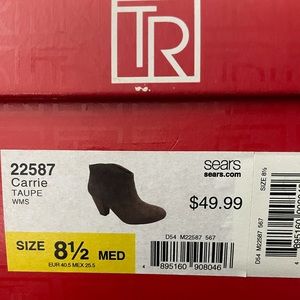 TR
22587
Carrie
TAUPE
WMS
sears
sears.com
$49.99
SIZE 8½ MED
EUR 40.5 MEX 25.5
D54 M22587 567
4 895160 908046
SIZE 8½
D54 M22587 567